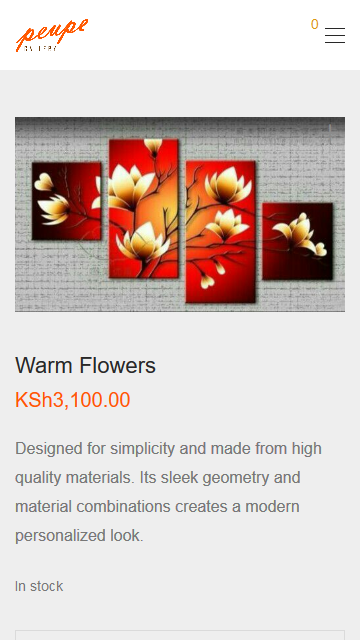 peupe
GALLERY
0
Warm Flowers
KSh3,100.00
Designed for simplicity and made from high
quality materials. Its sleek geometry and
material combinations creates a modern
personalized look.
In stock